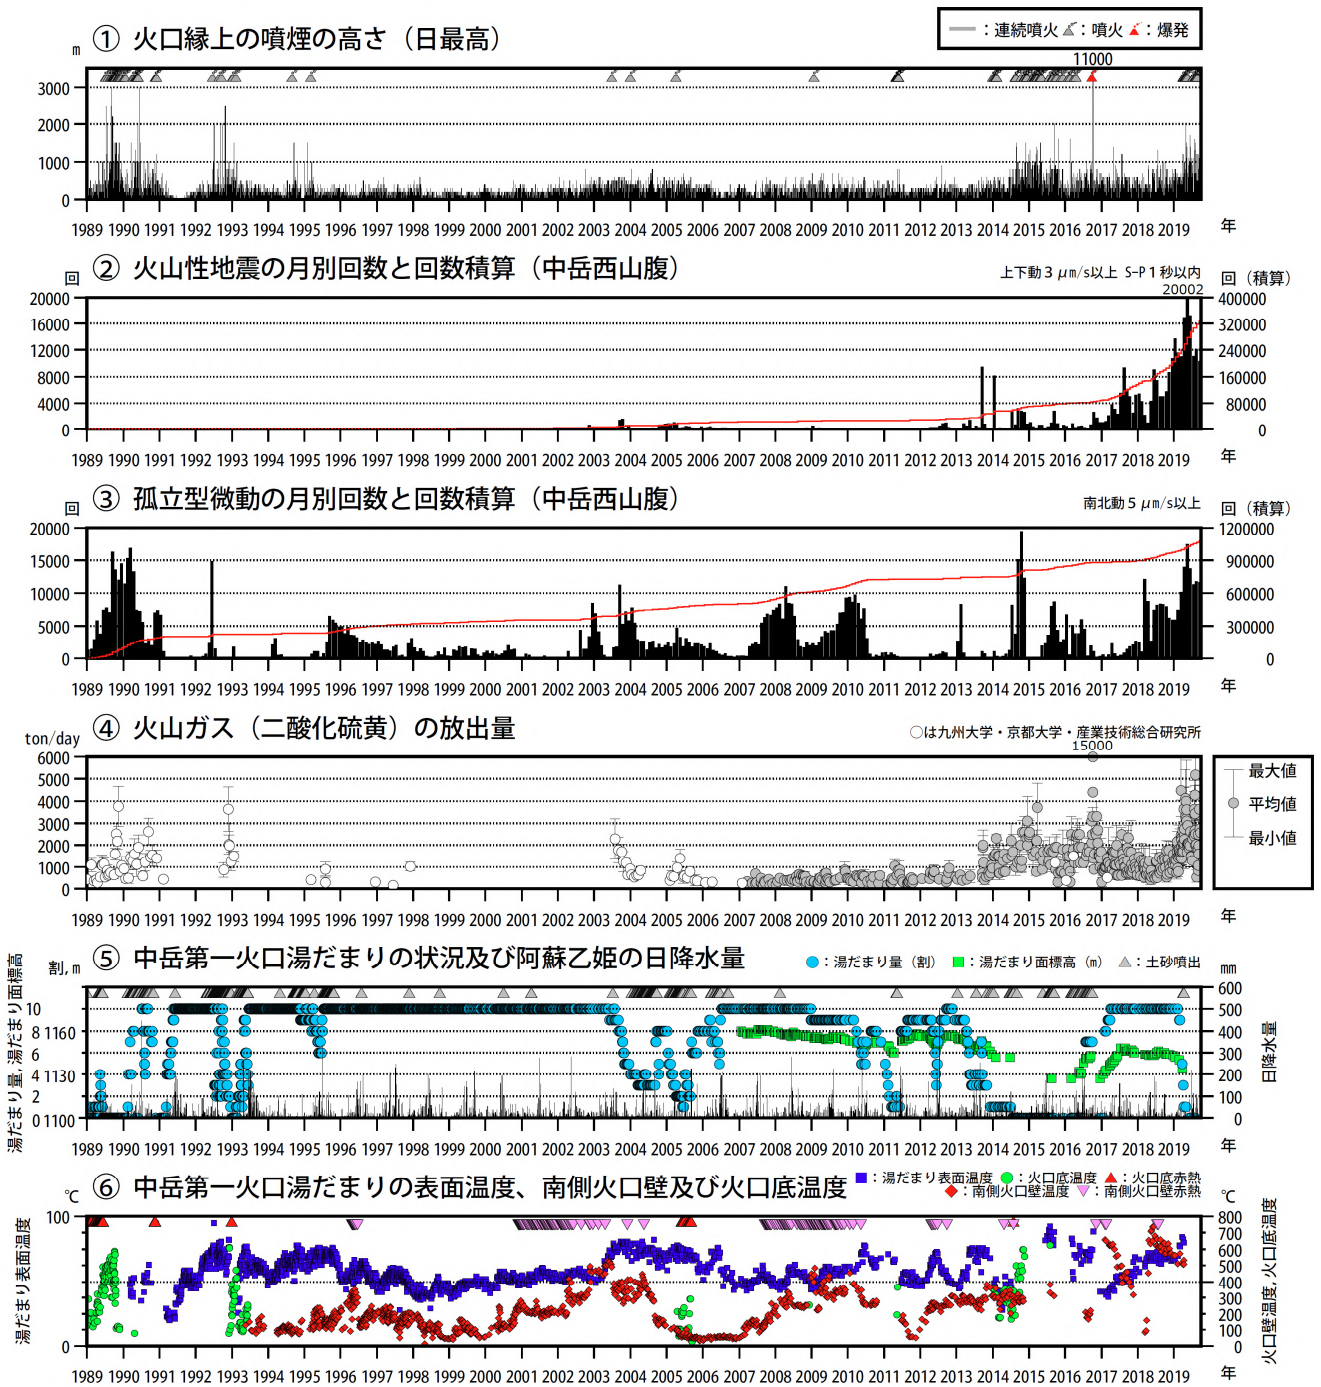 ① 火口縁上の噴煙の高さ（日最高）
：連続噴火 ：噴火 ：爆発
m
11000
3000
2000
1000
0
1989 1990 1991 1992 1993 1994 1995 1996 1997 1998 1999 2000 2001 2002 2003 2004 2005 2006 2007 2008 2009 2010 2011 2012 2013 2014 2015 2016 2017 2018 2019 年
② 火山性地震の月別回数と回数積算（中岳西山腹）
上下動３μm/s以上 S-P１秒以内
回 回（積算）
20002
20000 400000
16000 320000
12000 240000
8000 160000
4000 80000
0 0
1989 1990 1991 1992 1993 1994 1995 1996 1997 1998 1999 2000 2001 2002 2003 2004 2005 2006 2007 2008 2009 2010 2011 2012 2013 2014 2015 2016 2017 2018 2019 年
③ 孤立型微動の月別回数と回数積算（中岳西山腹）
南北動５μm/s以上
回 回（積算）
20000 1200000
15000 900000
10000 600000
5000 300000
0 0
1989 1990 1991 1992 1993 1994 1995 1996 1997 1998 1999 2000 2001 2002 2003 2004 2005 2006 2007 2008 2009 2010 2011 2012 2013 2014 2015 2016 2017 2018 2019 年
④ 火山ガス（二酸化硫黄）の放出量
○は九州大学・京都大学・産業技術総合研究所
ton/day
15000
6000
5000
4000
3000
2000
1000
0
最大値
平均値
最小値
1989 1990 1991 1992 1993 1994 1995 1996 1997 1998 1999 2000 2001 2002 2003 2004 2005 2006 2007 2008 2009 2010 2011 2012 2013 2014 2015 2016 2017 2018 2019 年
⑤ 中岳第一火口湯だまりの状況及び阿蘇乙姫の日降水量
：湯だまり量（割） ：湯だまり面標高（m） ：土砂噴出
割, m mm
湯だまり量, 湯だまり面標高
日降水量
600
10 500
8 1160 400
6 300
4 1130 200
2 100
0 1100 0
1989 1990 1991 1992 1993 1994 1995 1996 1997 1998 1999 2000 2001 2002 2003 2004 2005 2006 2007 2008 2009 2010 2011 2012 2013 2014 2015 2016 2017 2018 2019 年
⑥ 中岳第一火口湯だまりの表面温度、南側火口壁及び火口底温度
：湯だまり表面温度 ：火口底温度 ：火口底赤熱
：南側火口壁温度 ：南側火口壁赤熱
℃ ℃
湯だまり表面温度
火口壁温度, 火口底温度
100 800
700
600
500
50 400
300
200
100
0 0
1989 1990 1991 1992 1993 1994 1995 1996 1997 1998 1999 2000 2001 2002 2003 2004 2005 2006 2007 2008 2009 2010 2011 2012 2013 2014 2015 2016 2017 2018 2019 年